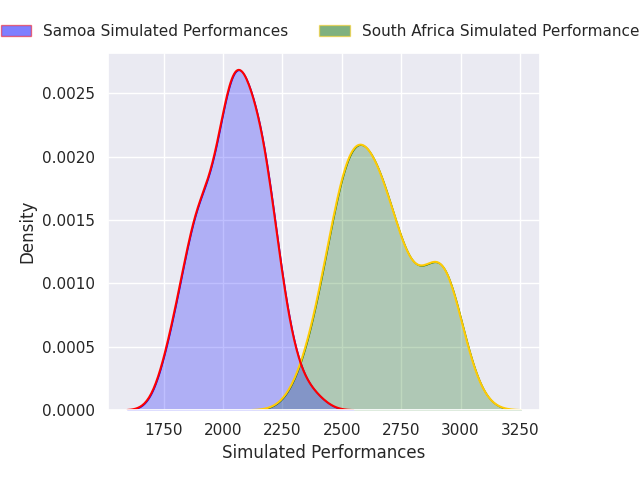 Samoa Simulated Performances South Africa Simulated Performance
0.0025
0.0020
0.0015
0.0010
0.0005
0.0000
Density
1750 2000 2250 2500 2750 3000 3250
Simulated Performances